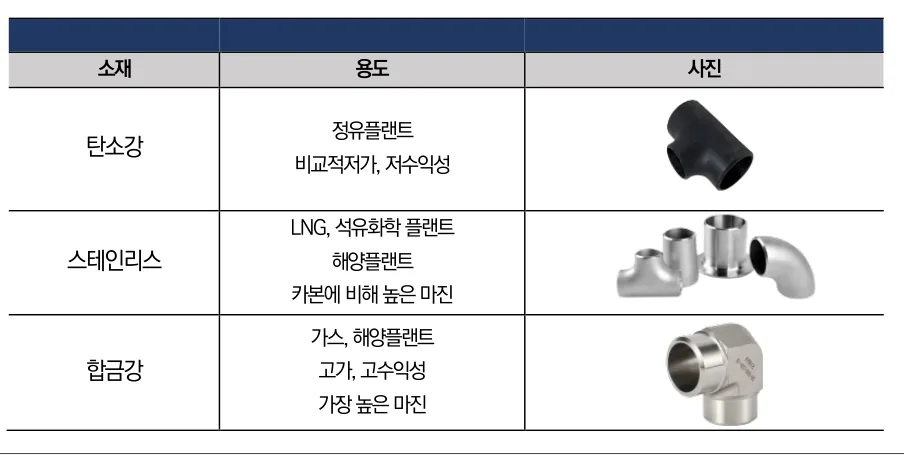 소재 용도 사진
탄소강
정유플랜트
비교적저가, 저수익성
스테인리스
LNG, 석유화학 플랜트
해양플랜트
카본에 비해 높은 마진
합금강
가스, 해양플랜트
고가, 고수익성
가장 높은 마진